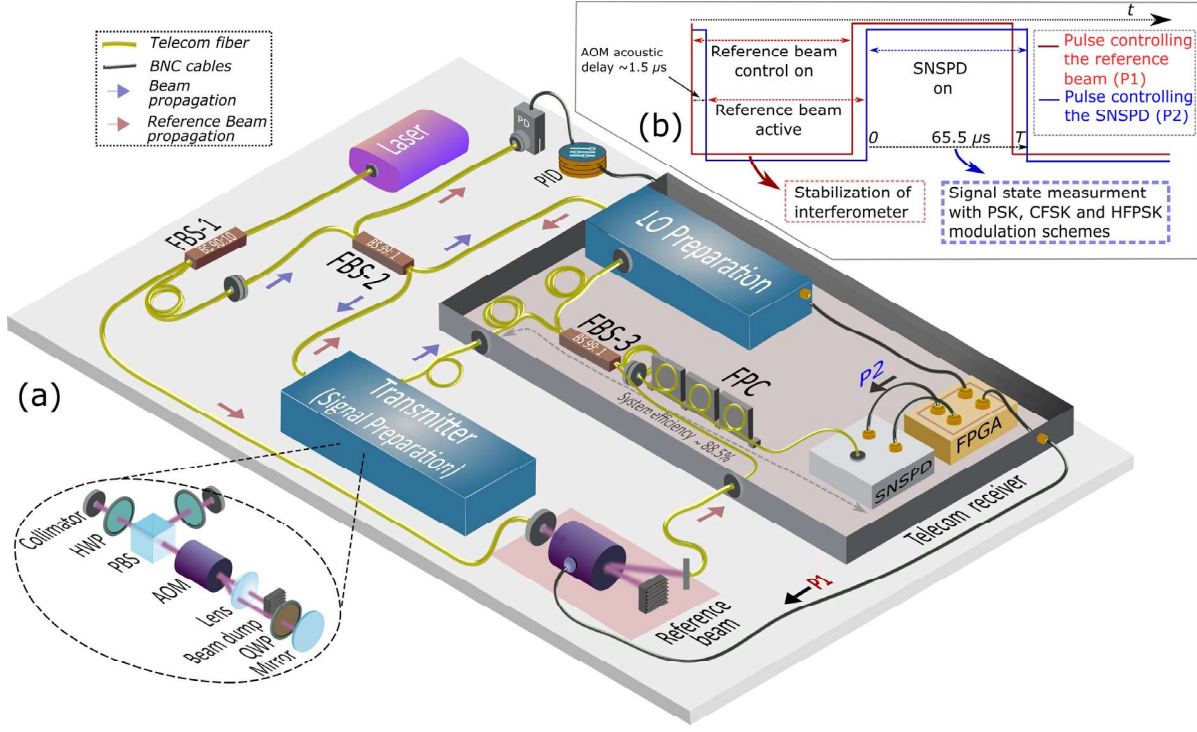 Telecom fiber
BNC cables
Beam
propagation
Reference Beam
propagation
t
AOM acoustic
delay ~1.5 µs
Reference beam
control on
Reference beam
active
SNSPD
on
0
65.5 µs
T
Pulse controlling
the reference
beam (P1)
Pulse controlling
the SNSPD (P2)
(b)
Stabilization of
interferometer
Signal state measurment
with PSK, CFSK and HFPSK
modulation schemes
Laser
PD
PID
FBS-1
BS 90:10
BS 99:1
FBS-2
LO Preparation
FBS-3
BS 99:1
FPC
System efficiency ~ 88.5%
P2
SNSPD
FPGA
Telecom receiver
(a)
Transmitter
(Signal Preparation)
P1
Reference
beam
Collimator
HWP
PBS
AOM
Lens
Beam dump
QWP
Mirror